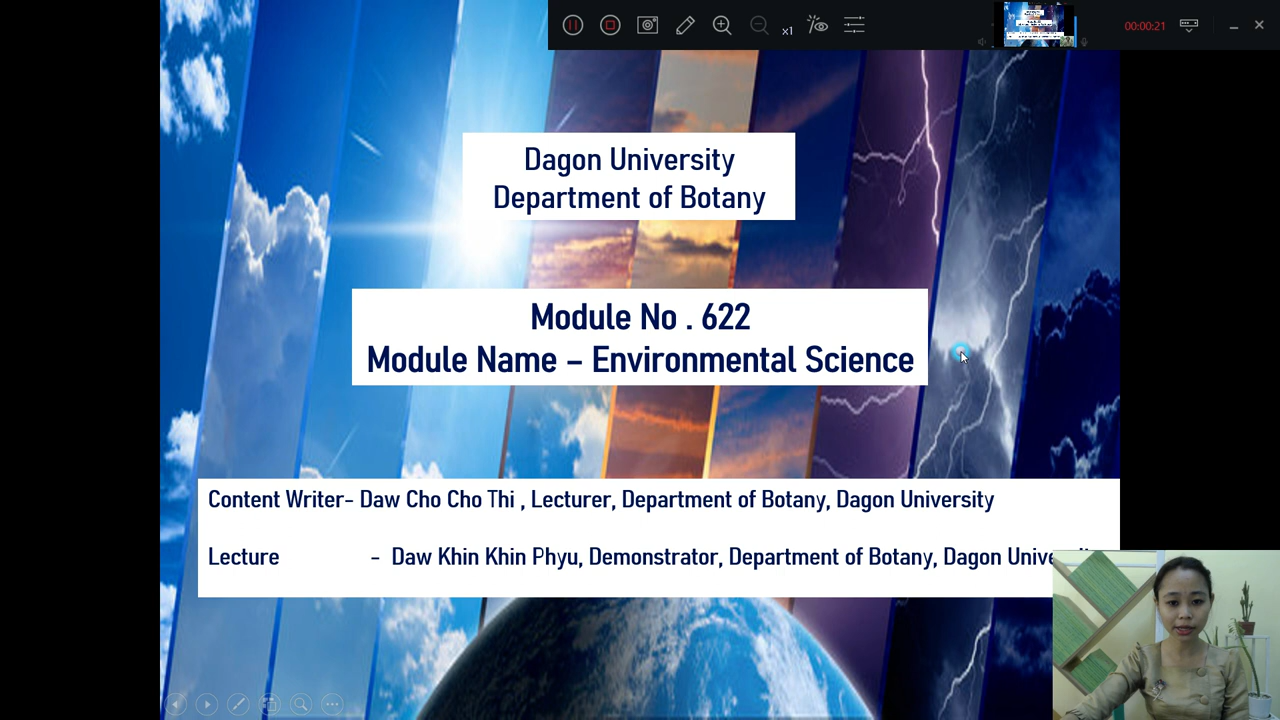 x1
00:00:21
Dagon University
Department of Botany
Module No . 622
Module Name – Environmental Science
Content Writer- Daw Cho Cho Thi , Lecturer, Department of Botany, Dagon University
Lecture - Daw Khin Khin Phyu, Demonstrator, Department of Botany, Dagon